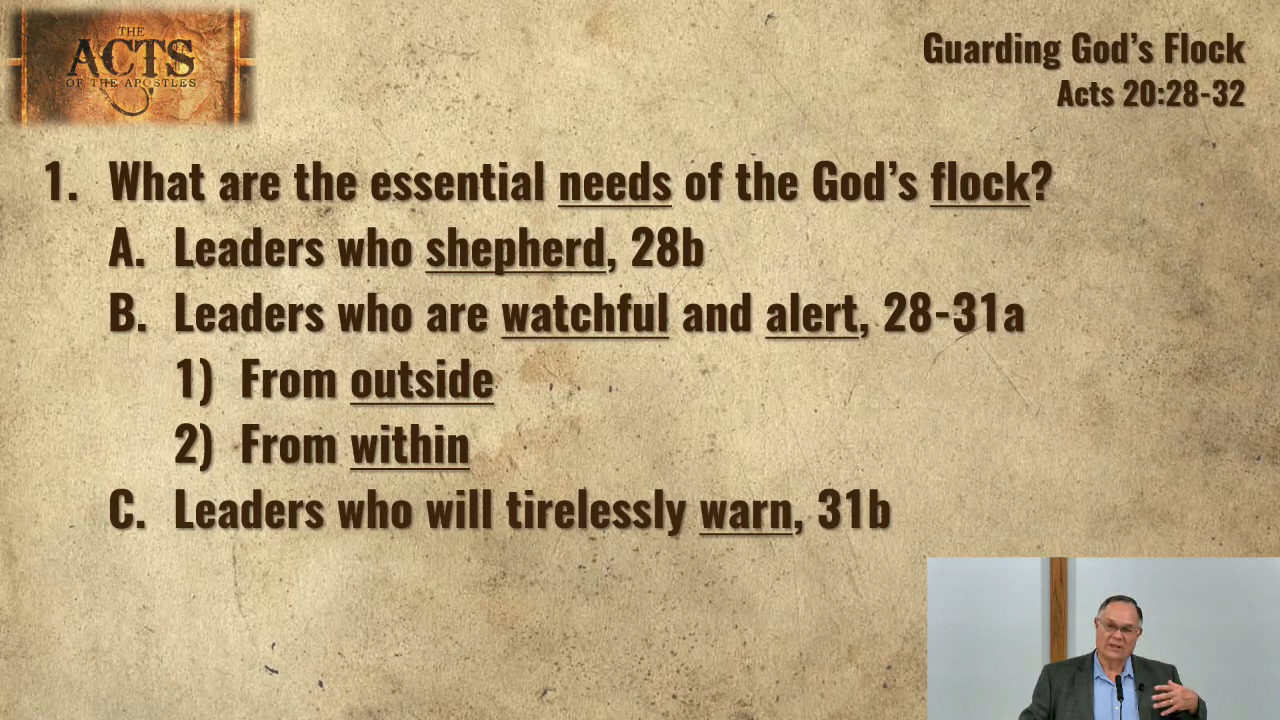 THE
ACTS
OF THE APOSTLES
Guarding God's Flock
Acts 20:28-32
1. What are the essential needs of the God's flock?
A. Leaders who shepherd, 28b
B. Leaders who are watchful and alert, 28-31a
1) From outside
2) From within
C. Leaders who will tirelessly warn, 31b